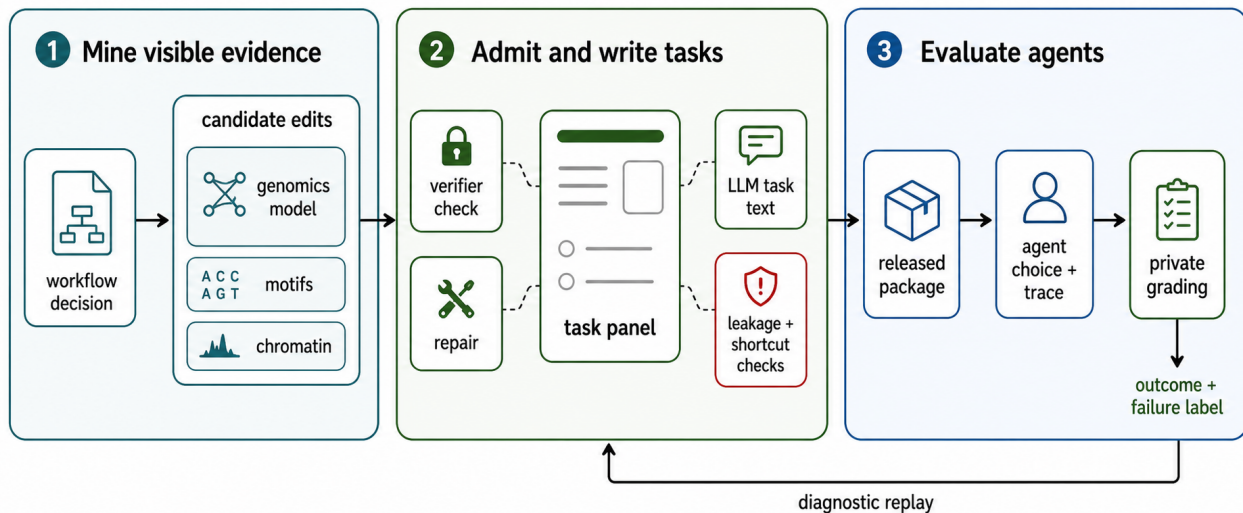 1 Mine visible evidence
workflow
decision
candidate edits
genomics
model
A C C
A G T
motifs
chromatin
2 Admit and write tasks
verifier
check
repair
task panel
LLM task
text
leakage +
shortcut
checks
3 Evaluate agents
released
package
agent
choice +
trace
private
grading
outcome +
failure label
diagnostic replay